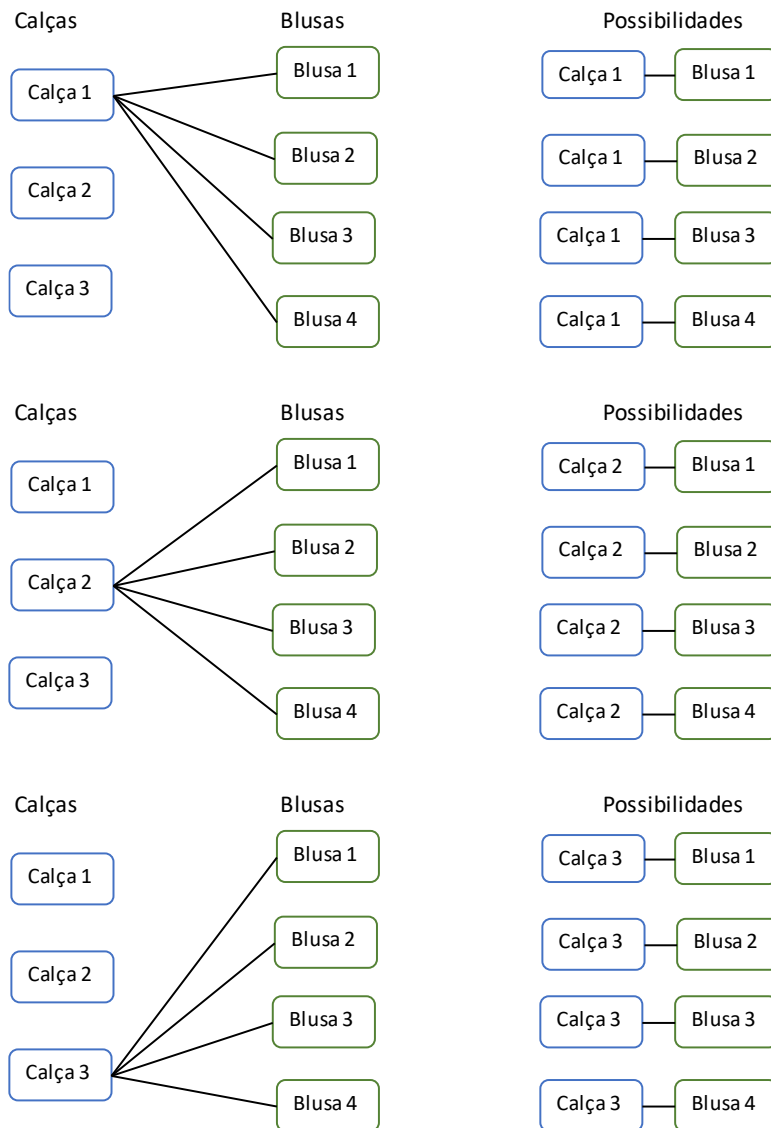 Calças Blusas Possibilidades
Calça 1 Blusa 1 Calça 1 Blusa 1
Calça 2 Blusa 2 Calça 1 Blusa 2
Calça 3 Blusa 3 Calça 1 Blusa 3
Blusa 4 Calça 1 Blusa 4
Calças Blusas Possibilidades
Calça 1 Blusa 1 Calça 2 Blusa 1
Calça 2 Blusa 2 Calça 2 Blusa 2
Calça 3 Blusa 3 Calça 2 Blusa 3
Blusa 4 Calça 2 Blusa 4
Calças Blusas Possibilidades
Calça 1 Blusa 1 Calça 3 Blusa 1
Calça 2 Blusa 2 Calça 3 Blusa 2
Calça 3 Blusa 3 Calça 3 Blusa 3
Blusa 4 Calça 3 Blusa 4